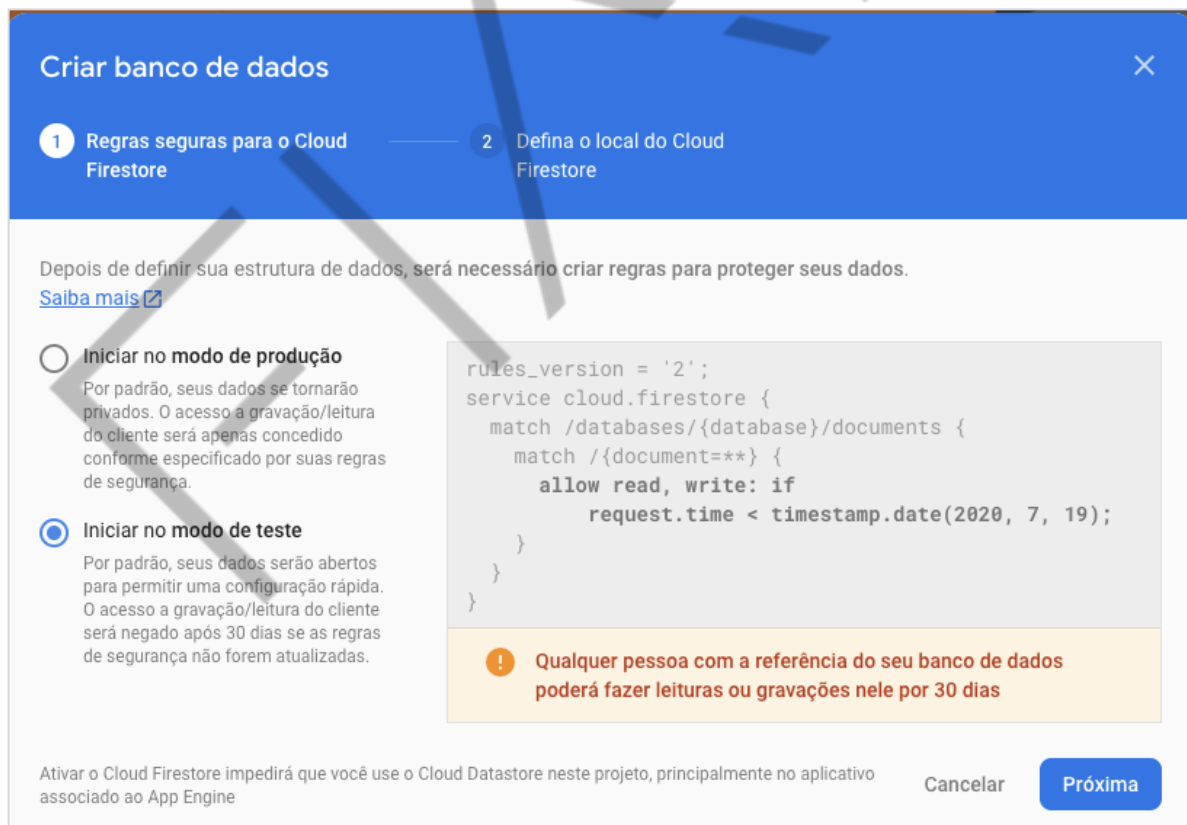 Criar banco de dados
1 Regras seguras para o Cloud
Firestore
2 Defina o local do Cloud
Firestore
Depois de definir sua estrutura de dados, será necessário criar regras para proteger seus dados.
Saiba mais
Iniciar no modo de produção
Por padrão, seus dados se tornarão
privados. O acesso a gravação/leitura
do cliente será apenas concedido
conforme especificado por suas regras
de segurança.
Iniciar no modo de teste
Por padrão, seus dados serão abertos
para permitir uma configuração rápida.
O acesso a gravação/leitura do cliente
será negado após 30 dias se as regras
de segurança não forem atualizadas.
rules_version = '2';
service cloud.firestore {
  match /databases/{database}/documents {
    match /{document=**} {
      allow read, write: if
          request.time < timestamp.date(2020, 7, 19);
    }
  }
}
! Qualquer pessoa com a referência do seu banco de dados
poderá fazer leituras ou gravações nele por 30 dias
Ativar o Cloud Firestore impedirá que você use o Cloud Datastore neste projeto, principalmente no aplicativo
associado ao App Engine
Cancelar
Próxima